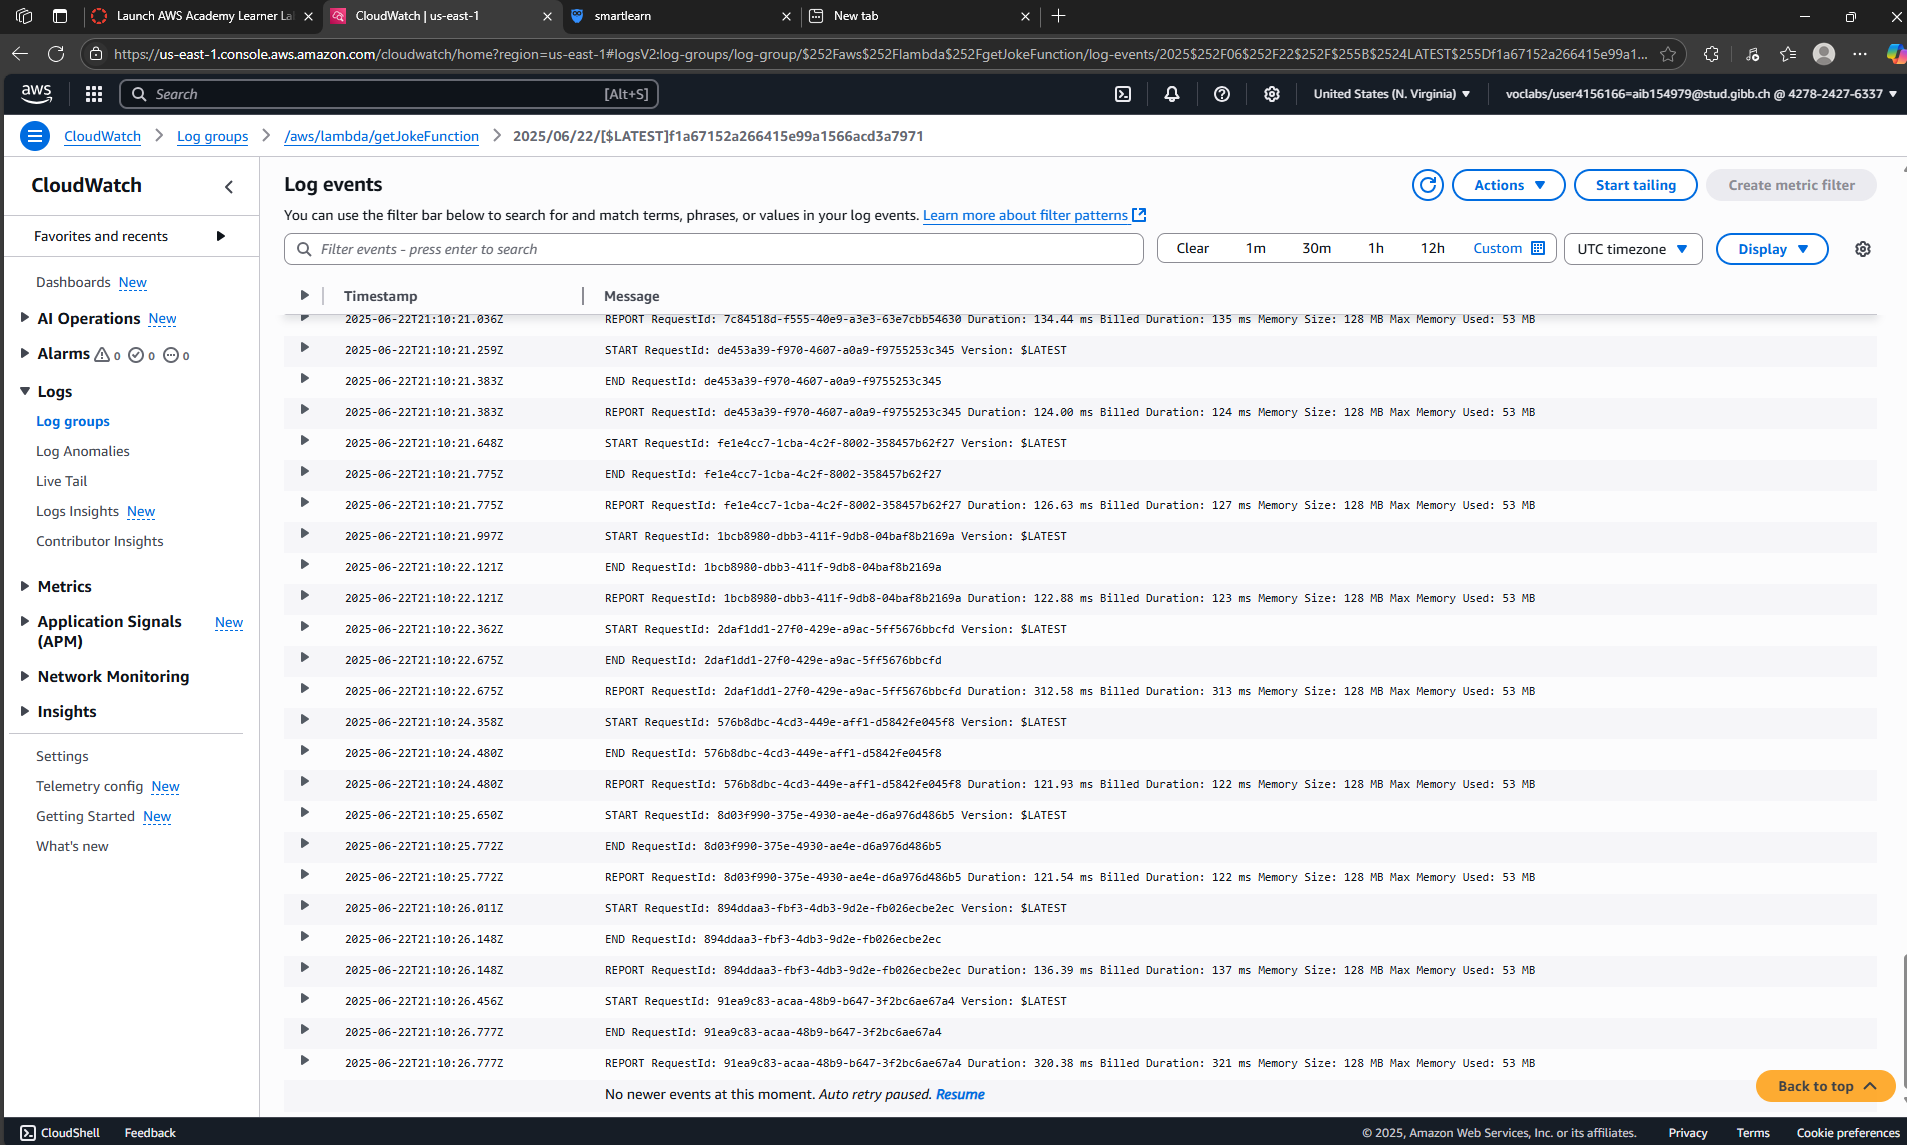 Launch AWS Academy Learner La
CloudWatch | us-east-1
smartlearn
New tab
https://us-east-1.console.aws.amazon.com/cloudwatch/home?region=us-east-1#logsV2:log-groups/log-group/$252Faws$252Flambda$252FgetJokeFunction/log-events/2025$252F06$252F22$252F$255B$2524LATEST$255Df1a67152a266415e99a1...
aws
Search [Alt+S]
United States (N. Virginia)
voclabs/user4156166=aib154979@stud.gibb.ch @ 4278-2427-6337
CloudWatch
Log groups
/aws/lambda/getJokeFunction
2025/06/22/[$LATEST]f1a67152a266415e99a1566acd3a7971
CloudWatch
Favorites and recents
Dashboards New
AI Operations New
Alarms 0 0 0
Logs
Log groups
Log Anomalies
Live Tail
Logs Insights New
Contributor Insights
Metrics
Application Signals (APM) New
Network Monitoring
Insights
Settings
Telemetry config New
Getting Started New
What's new
Log events
Actions
Start tailing
Create metric filter
You can use the filter bar below to search for and match terms, phrases, or values in your log events. Learn more about filter patterns
Filter events - press enter to search
Clear 1m 30m 1h 12h Custom
UTC timezone
Display
Timestamp Message
2025-06-22T21:10:21.036Z REPORT RequestId: 7c84518d-f555-40e9-a3e3-63e7cbb54630 Duration: 134.44 ms Billed Duration: 135 ms Memory Size: 128 MB Max Memory Used: 53 MB
2025-06-22T21:10:21.259Z START RequestId: de453a39-f970-4607-a0a9-f9755253c345 Version: $LATEST
2025-06-22T21:10:21.383Z END RequestId: de453a39-f970-4607-a0a9-f9755253c345
2025-06-22T21:10:21.383Z REPORT RequestId: de453a39-f970-4607-a0a9-f9755253c345 Duration: 124.00 ms Billed Duration: 124 ms Memory Size: 128 MB Max Memory Used: 53 MB
2025-06-22T21:10:21.648Z START RequestId: fe1e4cc7-1cba-4c2f-8002-358457b62f27 Version: $LATEST
2025-06-22T21:10:21.775Z END RequestId: fe1e4cc7-1cba-4c2f-8002-358457b62f27
2025-06-22T21:10:21.775Z REPORT RequestId: fe1e4cc7-1cba-4c2f-8002-358457b62f27 Duration: 126.63 ms Billed Duration: 127 ms Memory Size: 128 MB Max Memory Used: 53 MB
2025-06-22T21:10:21.997Z START RequestId: 1bcb8980-dbb3-411f-9db8-04baf8b2169a Version: $LATEST
2025-06-22T21:10:22.121Z END RequestId: 1bcb8980-dbb3-411f-9db8-04baf8b2169a
2025-06-22T21:10:22.121Z REPORT RequestId: 1bcb8980-dbb3-411f-9db8-04baf8b2169a Duration: 122.88 ms Billed Duration: 123 ms Memory Size: 128 MB Max Memory Used: 53 MB
2025-06-22T21:10:22.362Z START RequestId: 2daf1dd1-27f0-429e-a9ac-5ff5676bbcfd Version: $LATEST
2025-06-22T21:10:22.675Z END RequestId: 2daf1dd1-27f0-429e-a9ac-5ff5676bbcfd
2025-06-22T21:10:22.675Z REPORT RequestId: 2daf1dd1-27f0-429e-a9ac-5ff5676bbcfd Duration: 312.58 ms Billed Duration: 313 ms Memory Size: 128 MB Max Memory Used: 53 MB
2025-06-22T21:10:24.358Z START RequestId: 576b8dbc-4cd3-449e-aff1-d5842fe045f8 Version: $LATEST
2025-06-22T21:10:24.480Z END RequestId: 576b8dbc-4cd3-449e-aff1-d5842fe045f8
2025-06-22T21:10:24.480Z REPORT RequestId: 576b8dbc-4cd3-449e-aff1-d5842fe045f8 Duration: 121.93 ms Billed Duration: 122 ms Memory Size: 128 MB Max Memory Used: 53 MB
2025-06-22T21:10:25.650Z START RequestId: 8d03f990-375e-4930-ae4e-d6a976d486b5 Version: $LATEST
2025-06-22T21:10:25.772Z END RequestId: 8d03f990-375e-4930-ae4e-d6a976d486b5
2025-06-22T21:10:25.772Z REPORT RequestId: 8d03f990-375e-4930-ae4e-d6a976d486b5 Duration: 121.54 ms Billed Duration: 122 ms Memory Size: 128 MB Max Memory Used: 53 MB
2025-06-22T21:10:26.011Z START RequestId: 894ddaa3-fbf3-4db3-9d2e-fb026ecbe2ec Version: $LATEST
2025-06-22T21:10:26.148Z END RequestId: 894ddaa3-fbf3-4db3-9d2e-fb026ecbe2ec
2025-06-22T21:10:26.148Z REPORT RequestId: 894ddaa3-fbf3-4db3-9d2e-fb026ecbe2ec Duration: 136.39 ms Billed Duration: 137 ms Memory Size: 128 MB Max Memory Used: 53 MB
2025-06-22T21:10:26.456Z START RequestId: 91ea9c83-acaa-48b9-b647-3f2bc6ae67a4 Version: $LATEST
2025-06-22T21:10:26.777Z END RequestId: 91ea9c83-acaa-48b9-b647-3f2bc6ae67a4
2025-06-22T21:10:26.777Z REPORT RequestId: 91ea9c83-acaa-48b9-b647-3f2bc6ae67a4 Duration: 320.38 ms Billed Duration: 321 ms Memory Size: 128 MB Max Memory Used: 53 MB
No newer events at this moment. Auto retry paused. Resume
Back to top
CloudShell Feedback
© 2025, Amazon Web Services, Inc. or its affiliates. Privacy Terms Cookie preferences